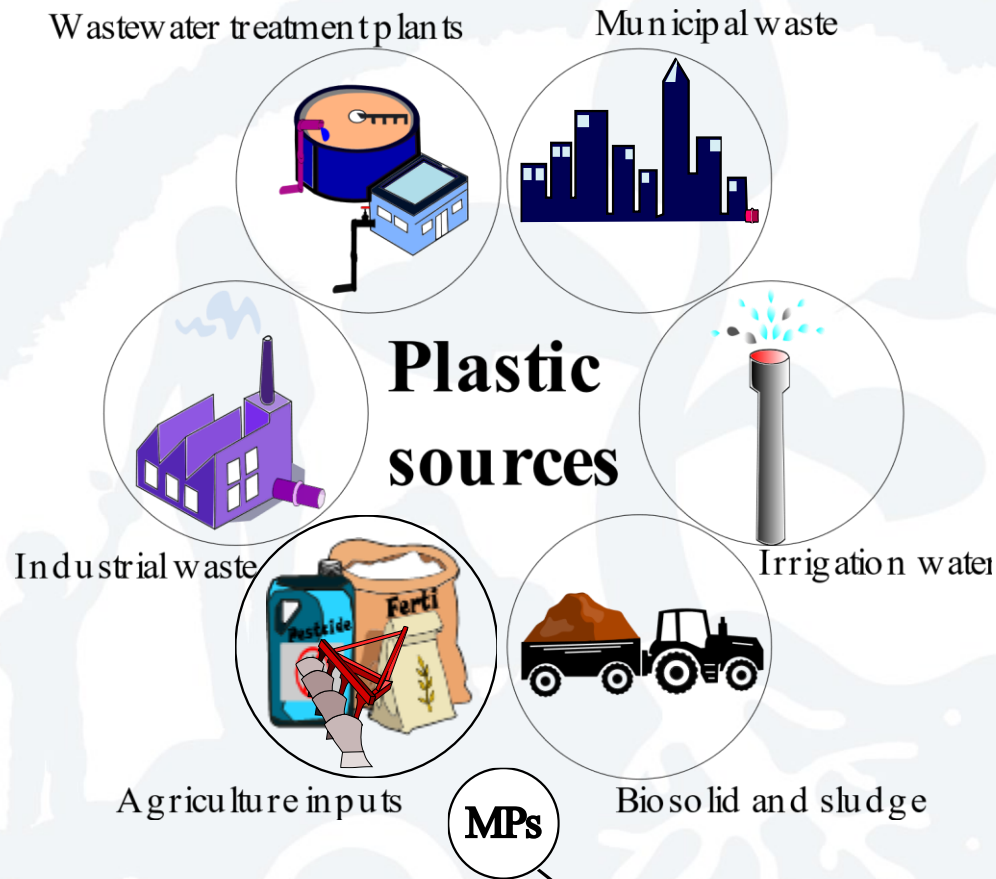 Wastewater treatment plants
Municipal waste
Plastic
sources
Industrial waste
Irrigation water
Pestcide
Ferti
Agriculture inputs
Biosolid and sludge
MPs